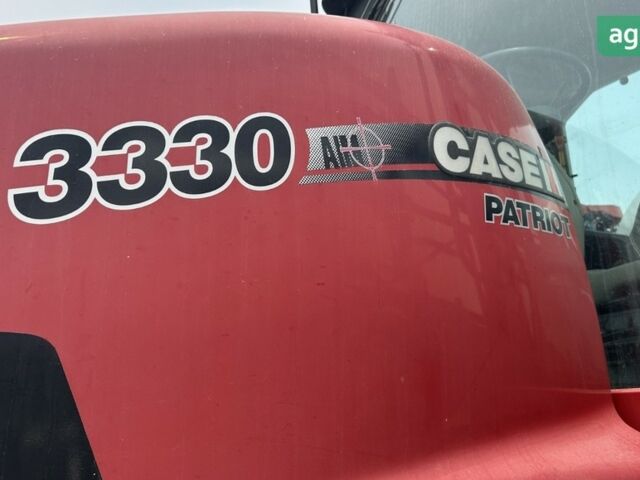 ag
3330 AIM CASE I
PATRIOT